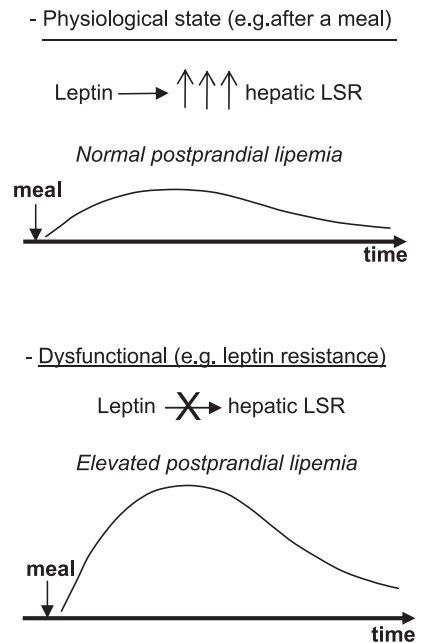 - Physiological state (e.g.after a meal)
Leptin hepatic LSR
Normal postprandial lipemia
meal
time
- Dysfunctional (e.g. leptin resistance)
Leptin X hepatic LSR
Elevated postprandial lipemia
meal
time